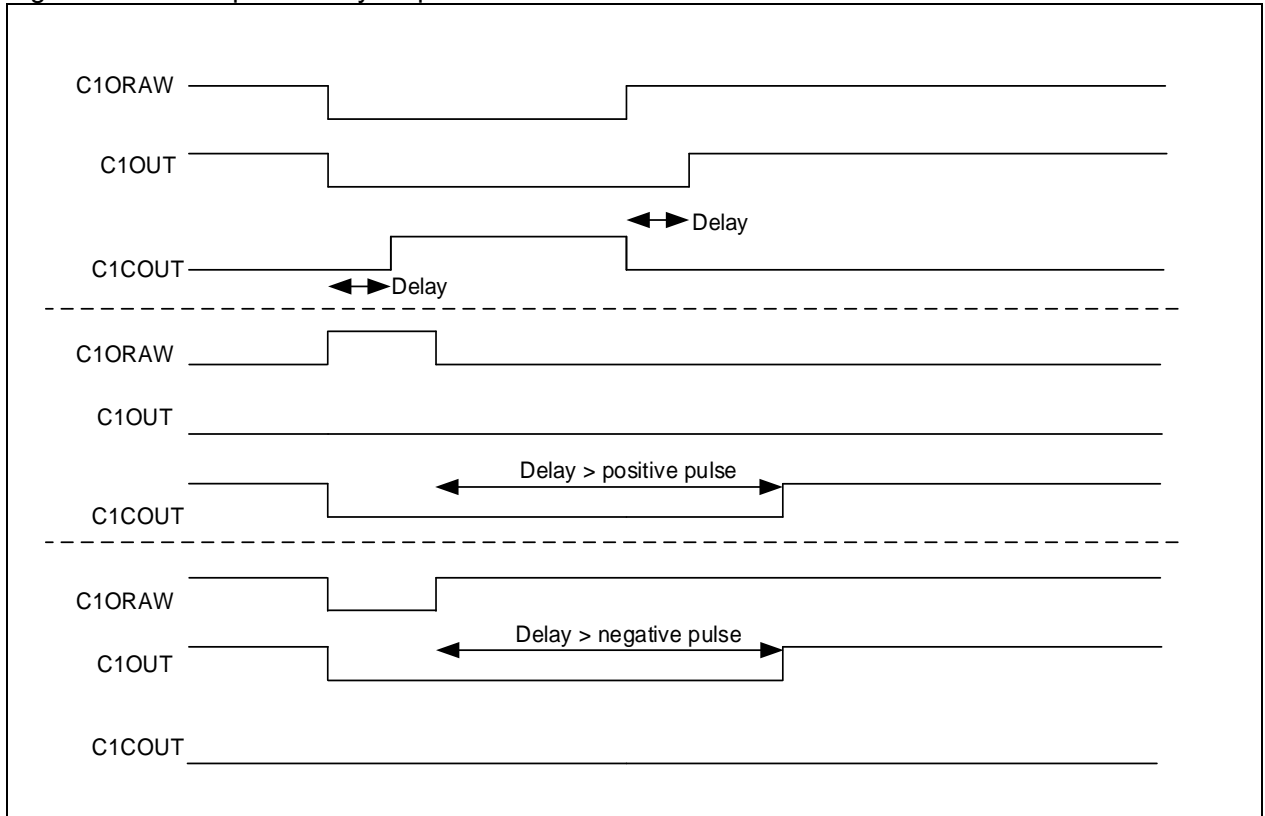 C1ORAW
C1OUT
Delay
C1COUT
Delay
C1ORAW
C1OUT
Delay > positive pulse
C1COUT
C1ORAW
Delay > negative pulse
C1OUT
C1COUT